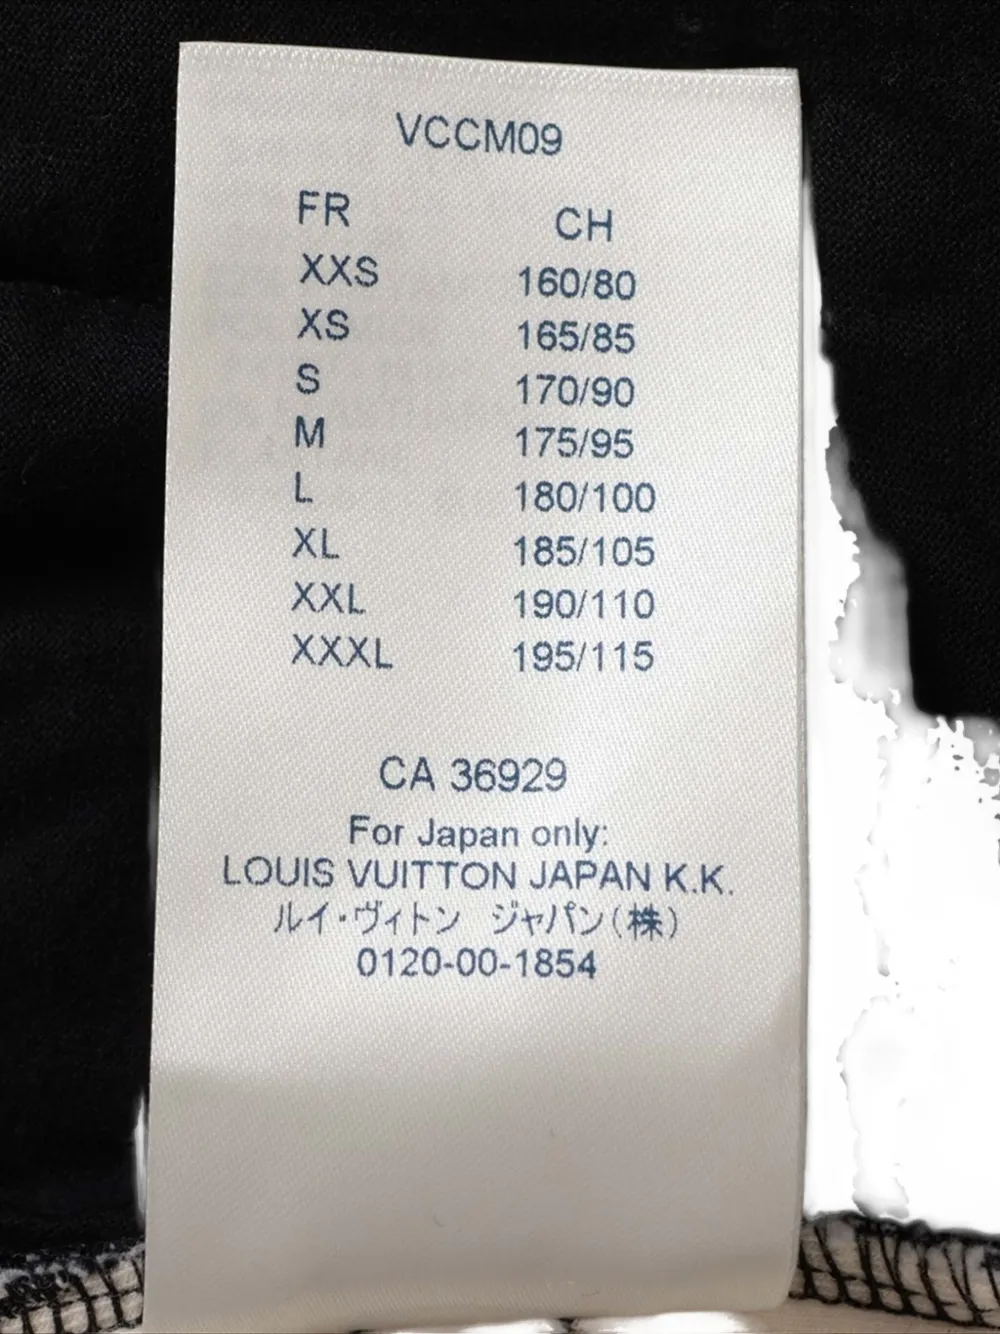 VCCM09
FR CH
XXS 160/80
XS 165/85
S 170/90
M 175/95
L 180/100
XL 185/105
XXL 190/110
XXXL 195/115
CA 36929
For Japan only:
LOUIS VUITTON JAPAN K.K.
ルイ・ヴィトン ジャパン(株)
0120-00-1854